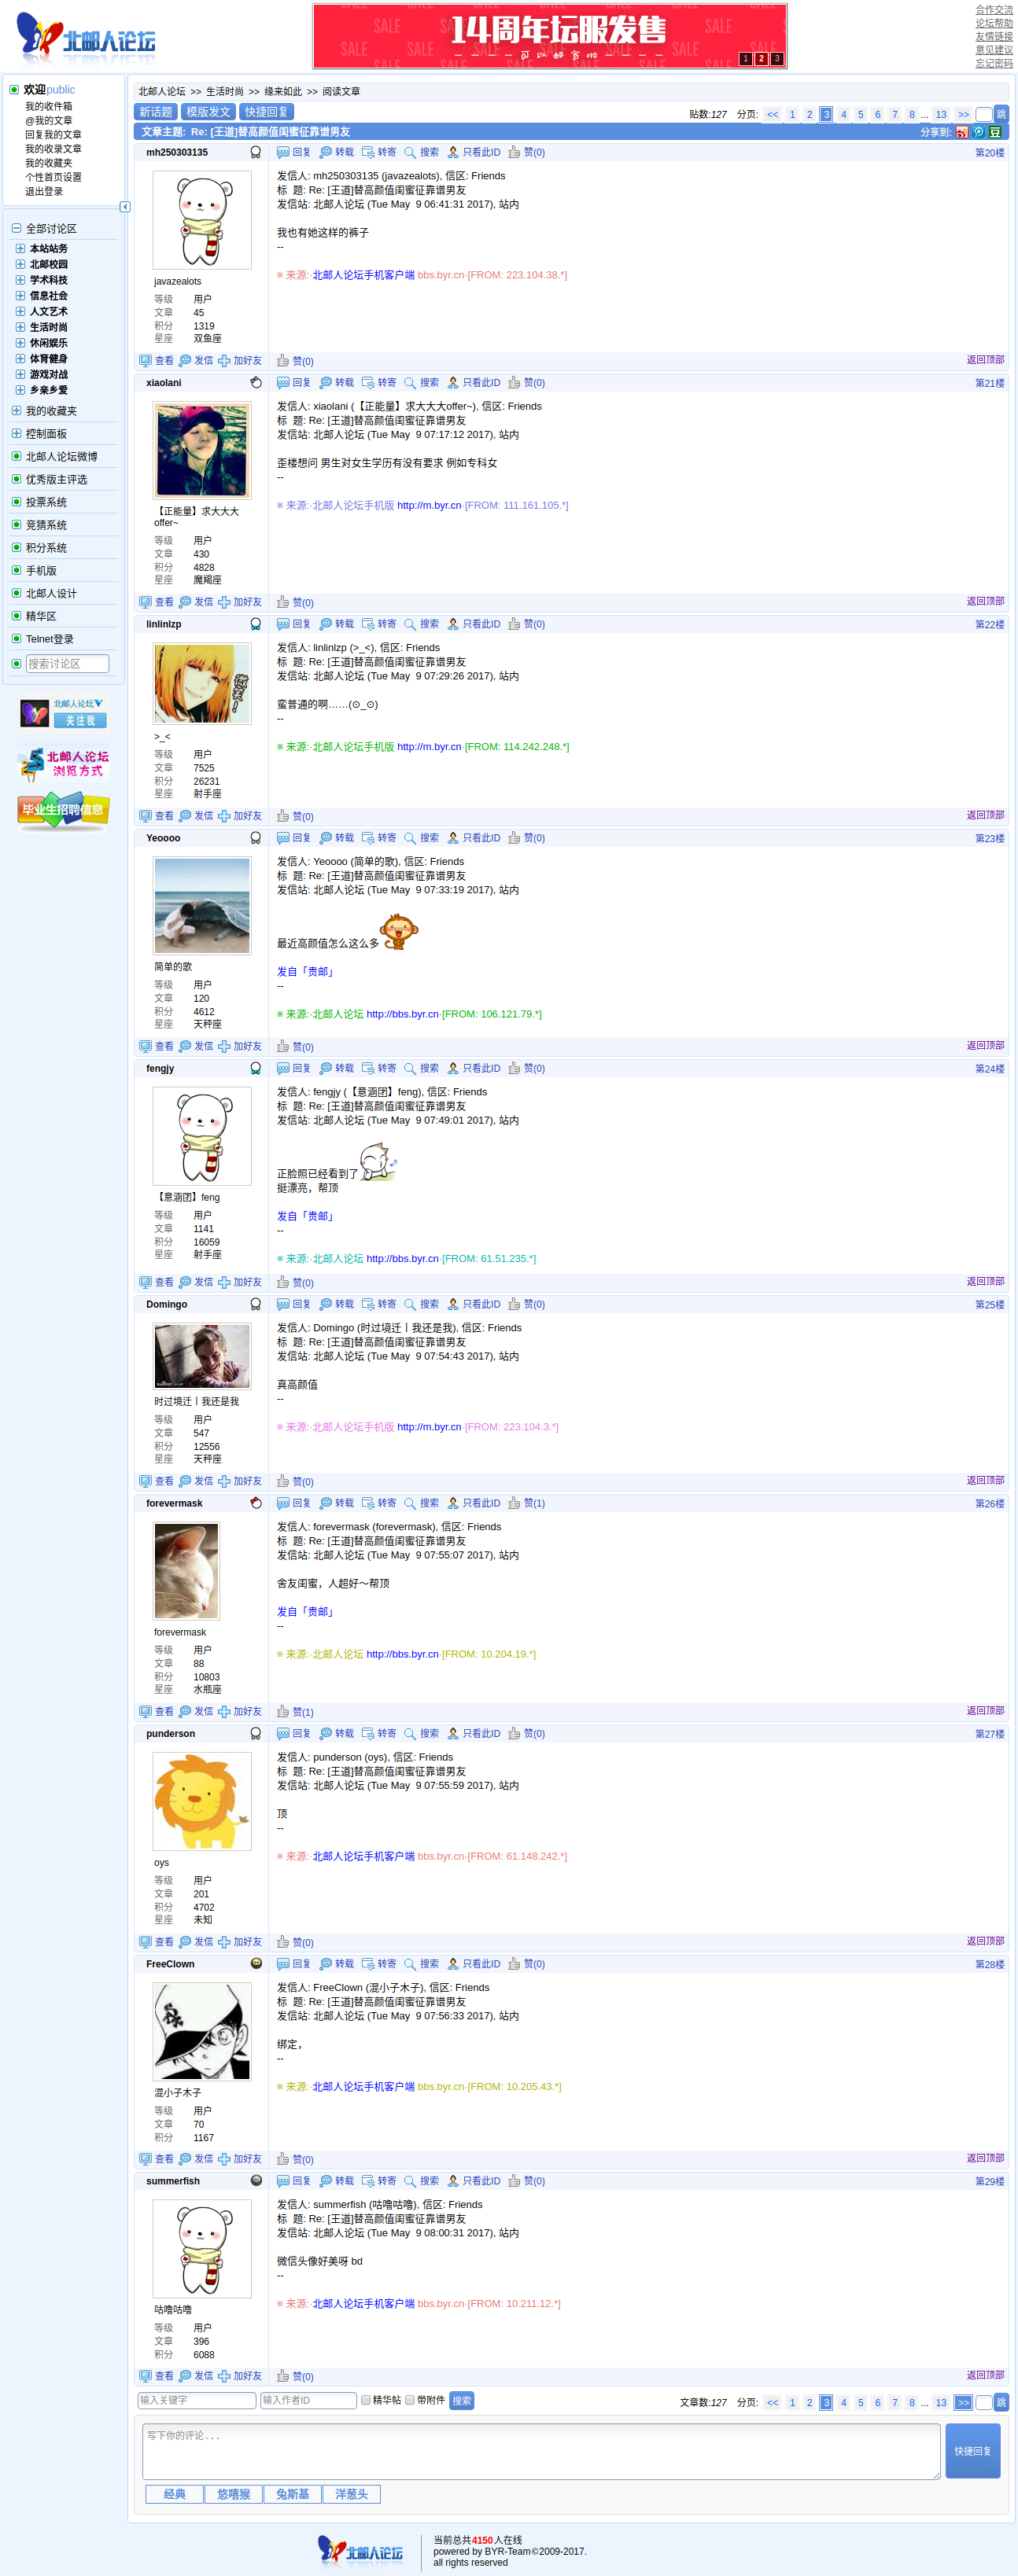 北邮人论坛
14周年坛服发售
1 2 3
合作交流
论坛帮助
友情链接
意见建议
忘记密码
欢迎public
我的收件箱
@我的文章
回复我的文章
我的收录文章
我的收藏夹
个性首页设置
退出登录
全部讨论区
本站站务
北邮校园
学术科技
信息社会
人文艺术
生活时尚
休闲娱乐
体育健身
游戏对战
乡亲乡爱
我的收藏夹
控制面板
北邮人论坛微博
优秀版主评选
投票系统
竞猜系统
积分系统
手机版
北邮人设计
精华区
Telnet登录
搜索讨论区
北邮人论坛
关注我
北邮人论坛
浏览方式
毕业生招聘信息
北邮人论坛 >> 生活时尚 >> 缘来如此 >> 阅读文章
新话题 模版发文 快捷回复
贴数:127 分页: << 1 2 3 4 5 6 7 8 ... 13 >> 跳
文章主题: Re: [王道]替高颜值闺蜜征靠谱男友
分享到: 豆
mh250303135
回复 转载 转寄 搜索 只看此ID 赞(0) 第20楼
javazealots
等级 用户
文章 45
积分 1319
星座 双鱼座
发信人: mh250303135 (javazealots), 信区: Friends
标 题: Re: [王道]替高颜值闺蜜征靠谱男友
发信站: 北邮人论坛 (Tue May 9 06:41:31 2017), 站内
我也有她这样的裤子
--
※ 来源:·北邮人论坛手机客户端 bbs.byr.cn·[FROM: 223.104.38.*]
查看 发信 加好友 赞(0) 返回顶部
xiaolani
回复 转载 转寄 搜索 只看此ID 赞(0) 第21楼
【正能量】求大大大
offer~
等级 用户
文章 430
积分 4828
星座 魔羯座
发信人: xiaolani (【正能量】求大大大offer~), 信区: Friends
标 题: Re: [王道]替高颜值闺蜜征靠谱男友
发信站: 北邮人论坛 (Tue May 9 07:17:12 2017), 站内
歪楼想问 男生对女生学历有没有要求 例如专科女
--
※ 来源:·北邮人论坛手机版 http://m.byr.cn·[FROM: 111.161.105.*]
查看 发信 加好友 赞(0) 返回顶部
linlinlzp
回复 转载 转寄 搜索 只看此ID 赞(0) 第22楼
>_<
等级 用户
文章 7525
积分 26231
星座 射手座
发信人: linlinlzp (>_<), 信区: Friends
标 题: Re: [王道]替高颜值闺蜜征靠谱男友
发信站: 北邮人论坛 (Tue May 9 07:29:26 2017), 站内
蛮普通的啊……(⊙_⊙)
--
※ 来源:·北邮人论坛手机版 http://m.byr.cn·[FROM: 114.242.248.*]
查看 发信 加好友 赞(0) 返回顶部
Yeoooo
回复 转载 转寄 搜索 只看此ID 赞(0) 第23楼
简单的歌
等级 用户
文章 120
积分 4612
星座 天秤座
发信人: Yeoooo (简单的歌), 信区: Friends
标 题: Re: [王道]替高颜值闺蜜征靠谱男友
发信站: 北邮人论坛 (Tue May 9 07:33:19 2017), 站内
最近高颜值怎么这么多
发自「贵邮」
--
※ 来源:·北邮人论坛 http://bbs.byr.cn·[FROM: 106.121.79.*]
查看 发信 加好友 赞(0) 返回顶部
fengjy
回复 转载 转寄 搜索 只看此ID 赞(0) 第24楼
【意涵团】feng
等级 用户
文章 1141
积分 16059
星座 射手座
发信人: fengjy (【意涵团】feng), 信区: Friends
标 题: Re: [王道]替高颜值闺蜜征靠谱男友
发信站: 北邮人论坛 (Tue May 9 07:49:01 2017), 站内
正脸照已经看到了
挺漂亮，帮顶
发自「贵邮」
--
※ 来源:·北邮人论坛 http://bbs.byr.cn·[FROM: 61.51.235.*]
查看 发信 加好友 赞(0) 返回顶部
Domingo
回复 转载 转寄 搜索 只看此ID 赞(0) 第25楼
时过境迁丨我还是我
等级 用户
文章 547
积分 12556
星座 天秤座
发信人: Domingo (时过境迁丨我还是我), 信区: Friends
标 题: Re: [王道]替高颜值闺蜜征靠谱男友
发信站: 北邮人论坛 (Tue May 9 07:54:43 2017), 站内
真高颜值
--
※ 来源:·北邮人论坛手机版 http://m.byr.cn·[FROM: 223.104.3.*]
查看 发信 加好友 赞(0) 返回顶部
forevermask
回复 转载 转寄 搜索 只看此ID 赞(1) 第26楼
forevermask
等级 用户
文章 88
积分 10803
星座 水瓶座
发信人: forevermask (forevermask), 信区: Friends
标 题: Re: [王道]替高颜值闺蜜征靠谱男友
发信站: 北邮人论坛 (Tue May 9 07:55:07 2017), 站内
舍友闺蜜，人超好～帮顶
发自「贵邮」
--
※ 来源:·北邮人论坛 http://bbs.byr.cn·[FROM: 10.204.19.*]
查看 发信 加好友 赞(1) 返回顶部
punderson
回复 转载 转寄 搜索 只看此ID 赞(0) 第27楼
oys
等级 用户
文章 201
积分 4702
星座 未知
发信人: punderson (oys), 信区: Friends
标 题: Re: [王道]替高颜值闺蜜征靠谱男友
发信站: 北邮人论坛 (Tue May 9 07:55:59 2017), 站内
顶
--
※ 来源:·北邮人论坛手机客户端 bbs.byr.cn·[FROM: 61.148.242.*]
查看 发信 加好友 赞(0) 返回顶部
FreeClown
回复 转载 转寄 搜索 只看此ID 赞(0) 第28楼
混小子木子
等级 用户
文章 70
积分 1167
发信人: FreeClown (混小子木子), 信区: Friends
标 题: Re: [王道]替高颜值闺蜜征靠谱男友
发信站: 北邮人论坛 (Tue May 9 07:56:33 2017), 站内
绑定，
--
※ 来源:·北邮人论坛手机客户端 bbs.byr.cn·[FROM: 10.205.43.*]
查看 发信 加好友 赞(0) 返回顶部
summerfish
回复 转载 转寄 搜索 只看此ID 赞(0) 第29楼
咕噜咕噜
等级 用户
文章 396
积分 6088
发信人: summerfish (咕噜咕噜), 信区: Friends
标 题: Re: [王道]替高颜值闺蜜征靠谱男友
发信站: 北邮人论坛 (Tue May 9 08:00:31 2017), 站内
微信头像好美呀 bd
--
※ 来源:·北邮人论坛手机客户端 bbs.byr.cn·[FROM: 10.211.12.*]
查看 发信 加好友 赞(0) 返回顶部
输入关键字 输入作者ID 精华帖 带附件 搜索
文章数:127 分页: << 1 2 3 4 5 6 7 8 ... 13 >> 跳
写下你的评论...
快捷回复
经典 悠嘻猴 兔斯基 洋葱头
北邮人论坛
当前总共4150人在线
powered by BYR-Team©2009-2017.
all rights reserved